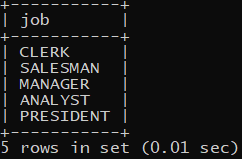 +-----------+
| job       |
+-----------+
| CLERK     |
| SALESMAN  |
| MANAGER   |
| ANALYST   |
| PRESIDENT |
+-----------+
5 rows in set (0.01 sec)